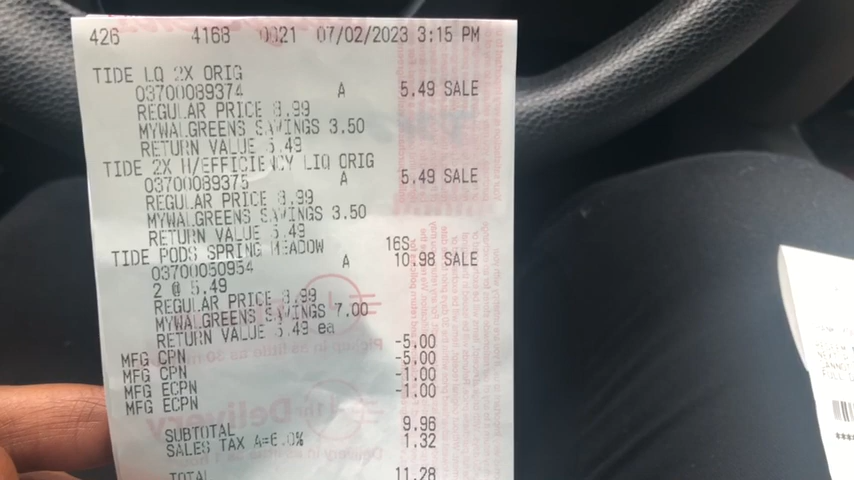 426 4168 0021 07/02/2023 3:15 PM
TIDE LQ 2X ORIG
03700089374 A 5.49 SALE
REGULAR PRICE 8.99
MYWALGREENS SAVINGS 3.50
RETURN VALUE 5.49
TIDE 2X H/EFFICIENCY LIQ ORIG
03700089375 A 5.49 SALE
REGULAR PRICE 8.99
MYWALGREENS SAVINGS 3.50
RETURN VALUE 5.49
TIDE PODS SPRING MEADOW 16S
03700050954 A 10.98 SALE
2 @ 5.49
REGULAR PRICE 8.99
MYWALGREENS SAVINGS 7.00
RETURN VALUE 5.49 ea
MFG CPN -5.00
MFG CPN -5.00
MFG ECPN -1.00
MFG ECPN -1.00
SUBTOTAL 9.96
SALES TAX A=6.0% 1.32
TOTAL 11.28